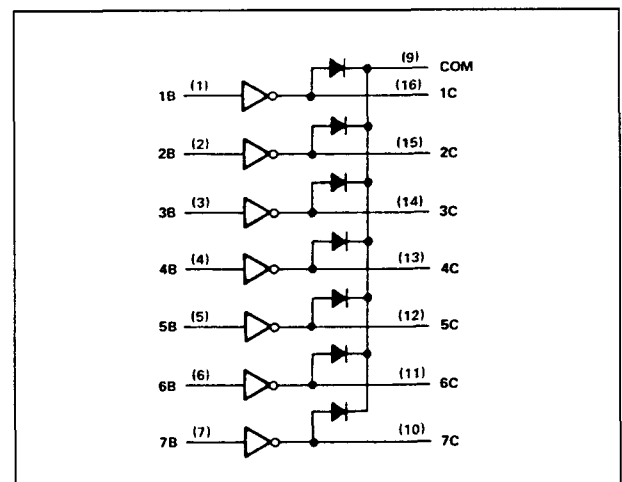 (9) COM
1B (1) (16) 1C
2B (2) (15) 2C
3B (3) (14) 3C
4B (4) (13) 4C
5B (5) (12) 5C
6B (6) (11) 6C
7B (7) (10) 7C